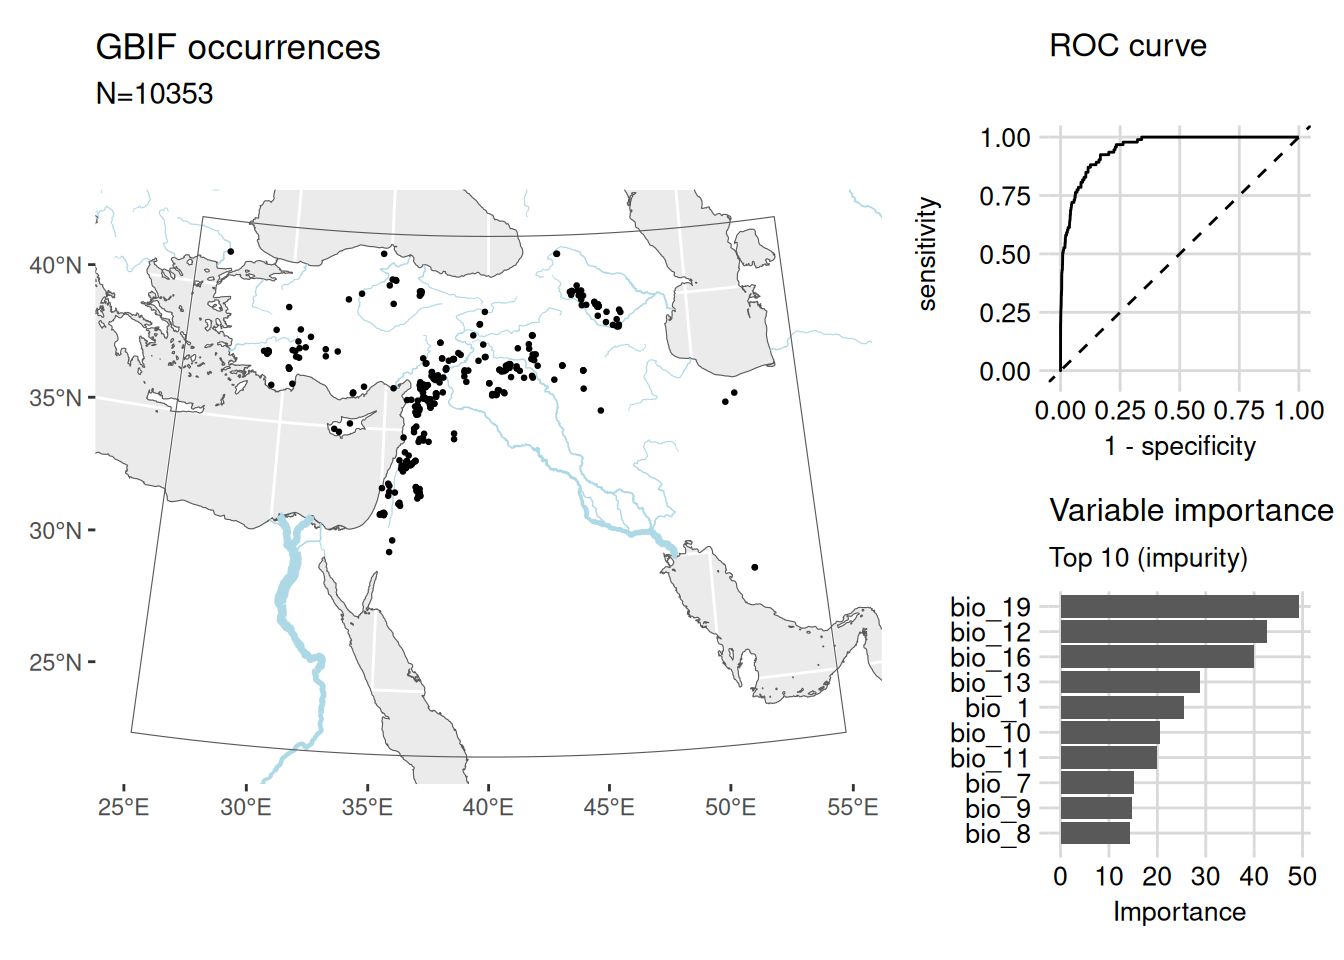 GBIF occurrences
N=10353
40°N
35°N
30°N
25°N
25°E 30°E 35°E 40°E 45°E 50°E 55°E
ROC curve
sensitivity
1.00
0.75
0.50
0.25
0.00
0.00 0.25 0.50 0.75 1.00
1 - specificity
Variable importance
Top 10 (impurity)
bio_19
bio_12
bio_16
bio_13
bio_1
bio_10
bio_11
bio_7
bio_9
bio_8
0 10 20 30 40 50
Importance